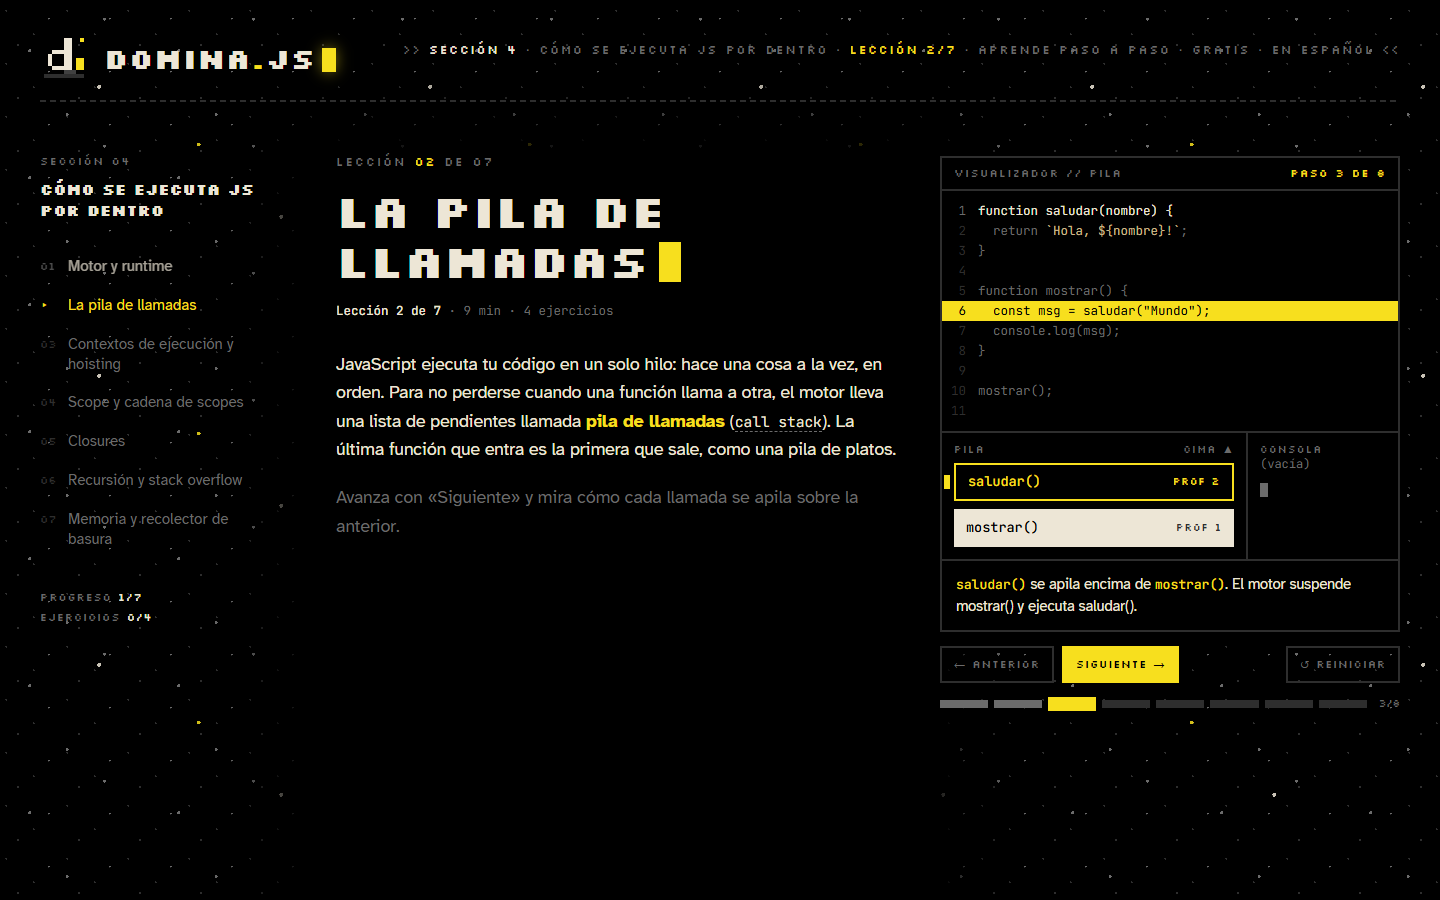 di DOMINA.JS
>> SECCIÓN 4 · CÓMO SE EJECUTA JS POR DENTRO · LECCIÓN 2/7 · APRENDE PASO A PASO · GRATIS · EN ESPAÑOL <<
SECCIÓN 04
CÓMO SE EJECUTA JS
POR DENTRO
01 Motor y runtime
▸ La pila de llamadas
03 Contextos de ejecución y
hoisting
04 Scope y cadena de scopes
05 Closures
06 Recursión y stack overflow
07 Memoria y recolector de
basura
PROGRESO 1/7
EJERCICIOS 0/4
LECCIÓN 02 DE 07
LA PILA DE
LLAMADAS
Lección 2 de 7 · 9 min · 4 ejercicios
JavaScript ejecuta tu código en un solo hilo: hace una cosa a la vez, en
orden. Para no perderse cuando una función llama a otra, el motor lleva
una lista de pendientes llamada pila de llamadas (call stack). La
última función que entra es la primera que sale, como una pila de platos.
Avanza con «Siguiente» y mira cómo cada llamada se apila sobre la
anterior.
VISUALIZADOR // PILA PASO 3 DE 8
1 function saludar(nombre) {
2   return `Hola, ${nombre}!`;
3 }
4
5 function mostrar() {
6   const msg = saludar("Mundo");
7   console.log(msg);
8 }
9
10 mostrar();
11
PILA CIMA ▲
saludar() PROF 2
mostrar() PROF 1
CONSOLA
(vacía)
saludar() se apila encima de mostrar(). El motor suspende
mostrar() y ejecuta saludar().
← ANTERIOR SIGUIENTE → ↺ REINICIAR
3/8